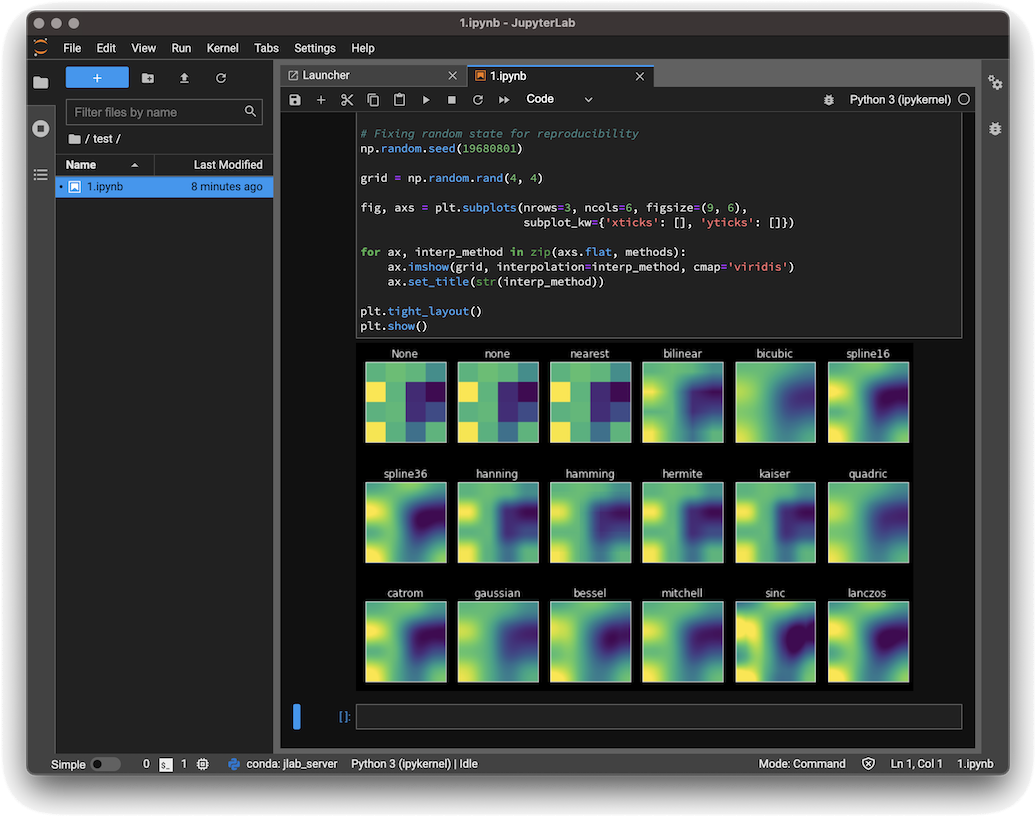 1.ipynb - JupyterLab
File Edit View Run Kernel Tabs Settings Help
+
Filter files by name
/ test /
Name Last Modified
1.ipynb 8 minutes ago
Launcher
1.ipynb
Code
Python 3 (ipykernel)
# Fixing random state for reproducibility
np.random.seed(19680801)
grid = np.random.rand(4, 4)
fig, axs = plt.subplots(nrows=3, ncols=6, figsize=(9, 6),
                        subplot_kw={'xticks': [], 'yticks': []})
for ax, interp_method in zip(axs.flat, methods):
    ax.imshow(grid, interpolation=interp_method, cmap='viridis')
    ax.set_title(str(interp_method))
plt.tight_layout()
plt.show()
None none nearest bilinear bicubic spline16
spline36 hanning hamming hermite kaiser quadric
catrom gaussian bessel mitchell sinc lanczos
[]:
Simple 0 $_ 1 conda: jlab_server Python 3 (ipykernel) | Idle Mode: Command Ln 1, Col 1 1.ipynb